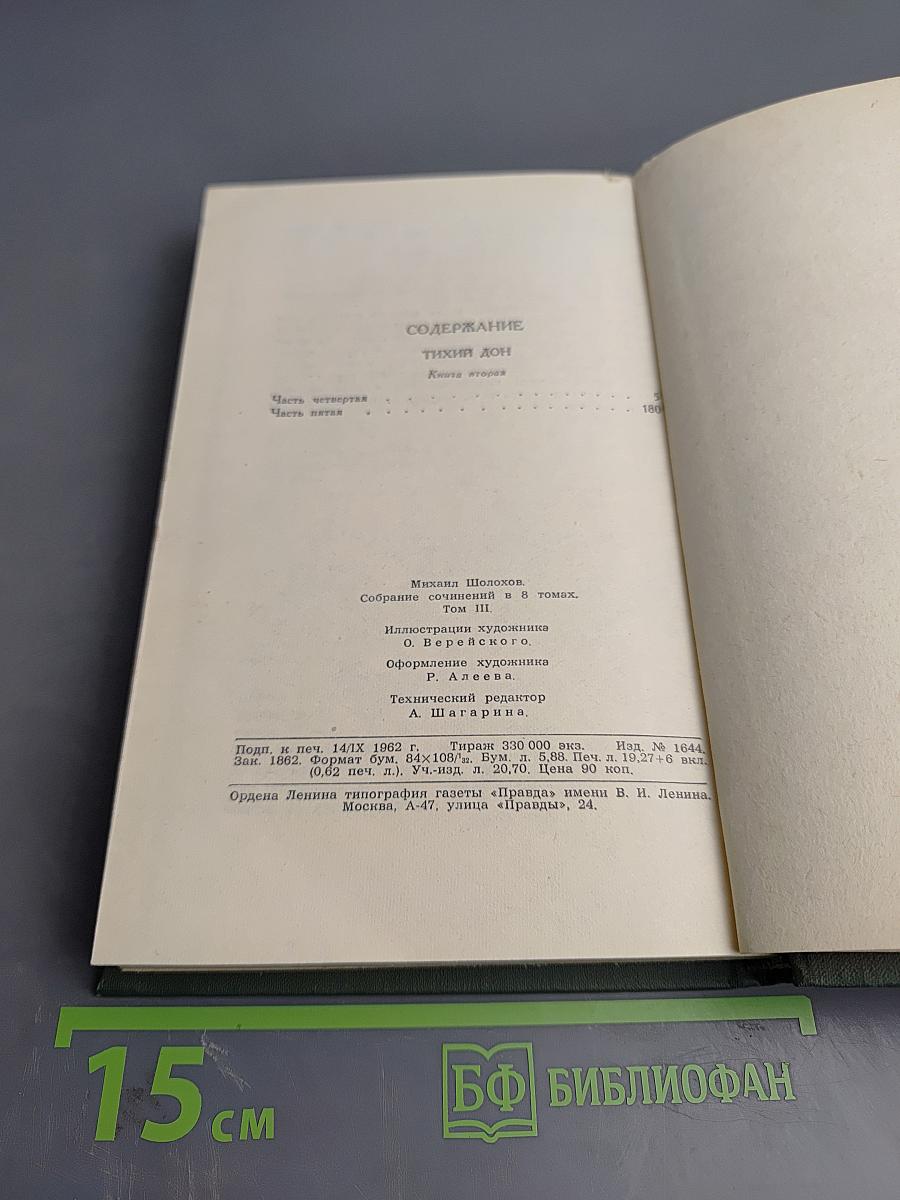 СОДЕРЖАНИЕ
ТИХИЙ ДОН
Книга вторая
Часть четвертая . . . . . . . . . . . . . 5
Часть пятая . . . . . . . . . . . . . . 180
Михаил Шолохов.
Собрание сочинений в 8 томах.
Том III.
Иллюстрации художника
О. Верейского.
Оформление художника
Р. Алеева.
Технический редактор
А. Шагарина.
Подп. к печ. 14/IX 1962 г. Тираж 330 000 экз. Изд. № 1644.
Зак. 1862. Формат бум. 84×108/¹₃₂. Бум. л. 5,88. Печ. л. 19,27+6 вкл.
(0,62 печ. л.). Уч.-изд. л. 20,70. Цена 90 коп.
Ордена Ленина типография газеты «Правда» имени В. И. Ленина.
Москва, А-47, улица «Правды», 24.
15 см
БФ БИБЛИОФАН